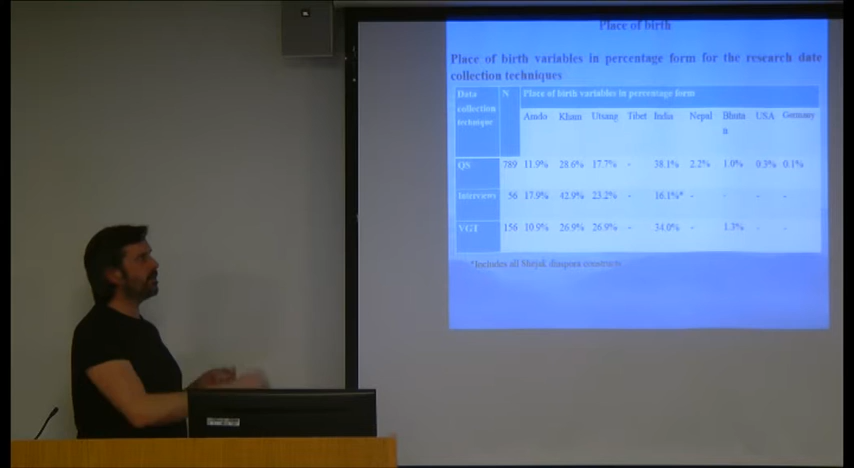 Place of birth
Place of birth variables in percentage form for the research date
collection techniques
Data collection technique N Place of birth variables in percentage form
Amdo Kham Utsang Tibet India Nepal Bhutan USA Germany
QS 789 11.9% 28.6% 17.7% - 38.1% 2.2% 1.0% 0.3% 0.1%
Interviews 56 17.9% 42.9% 23.2% - 16.1%* - - - -
VGT 156 10.9% 26.9% 26.9% - 34.0% - 1.3% - -
*Includes all diaspora